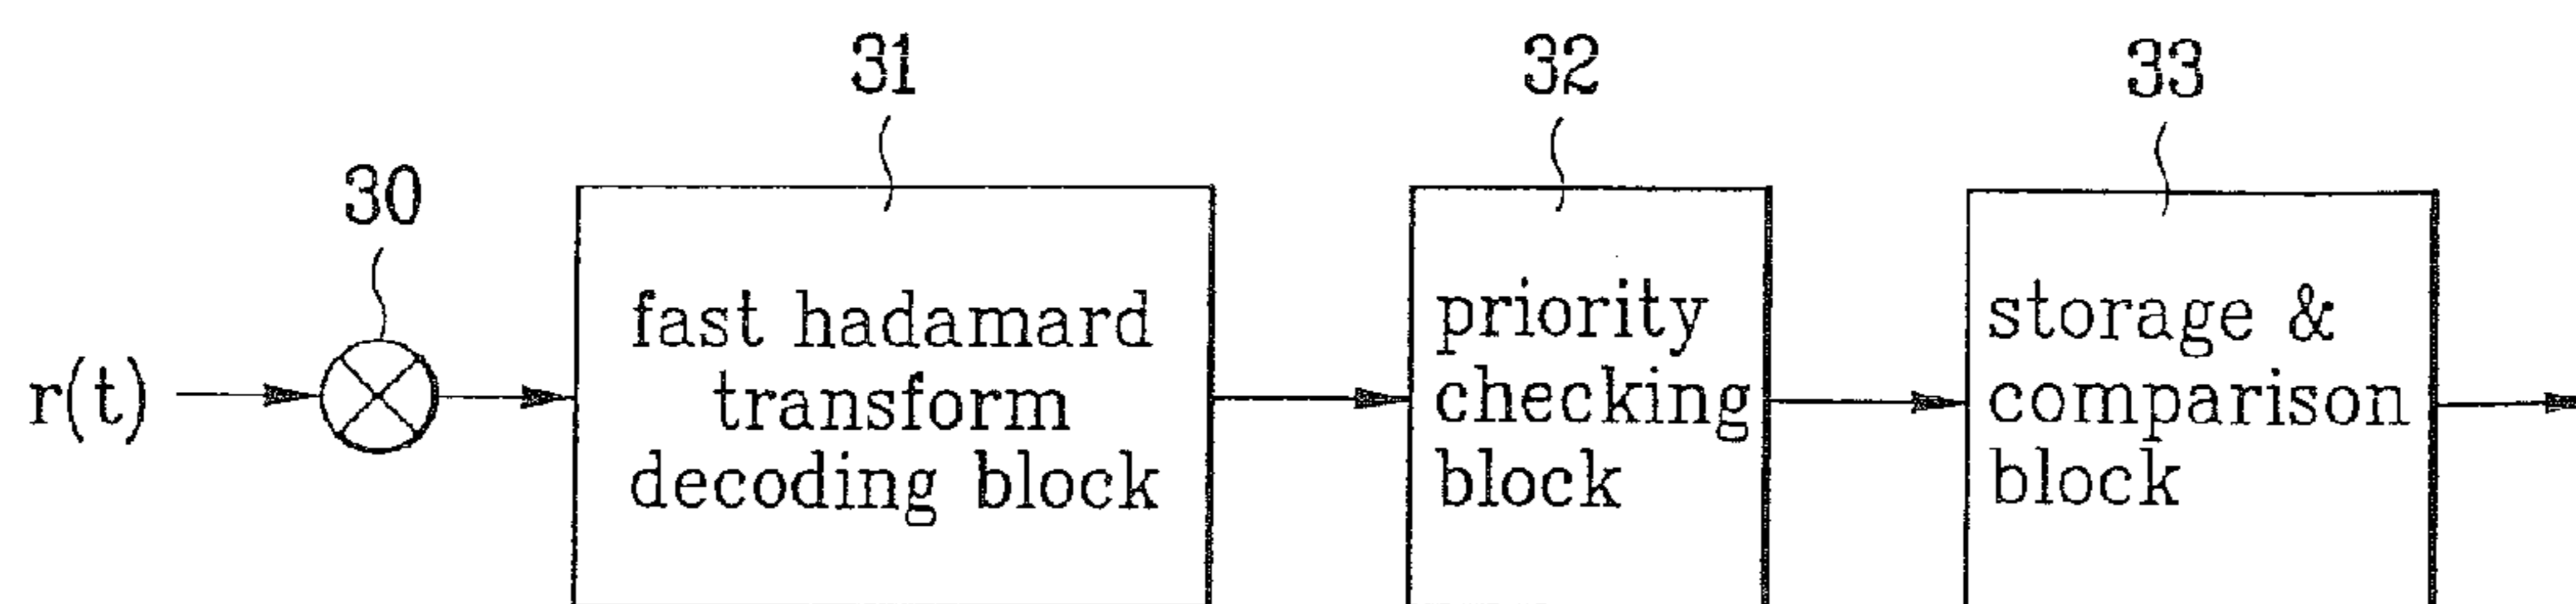 31
32
33
30
r(t)
fast hadamard
transform
decoding block
priority
checking
block
storage &
comparison
block